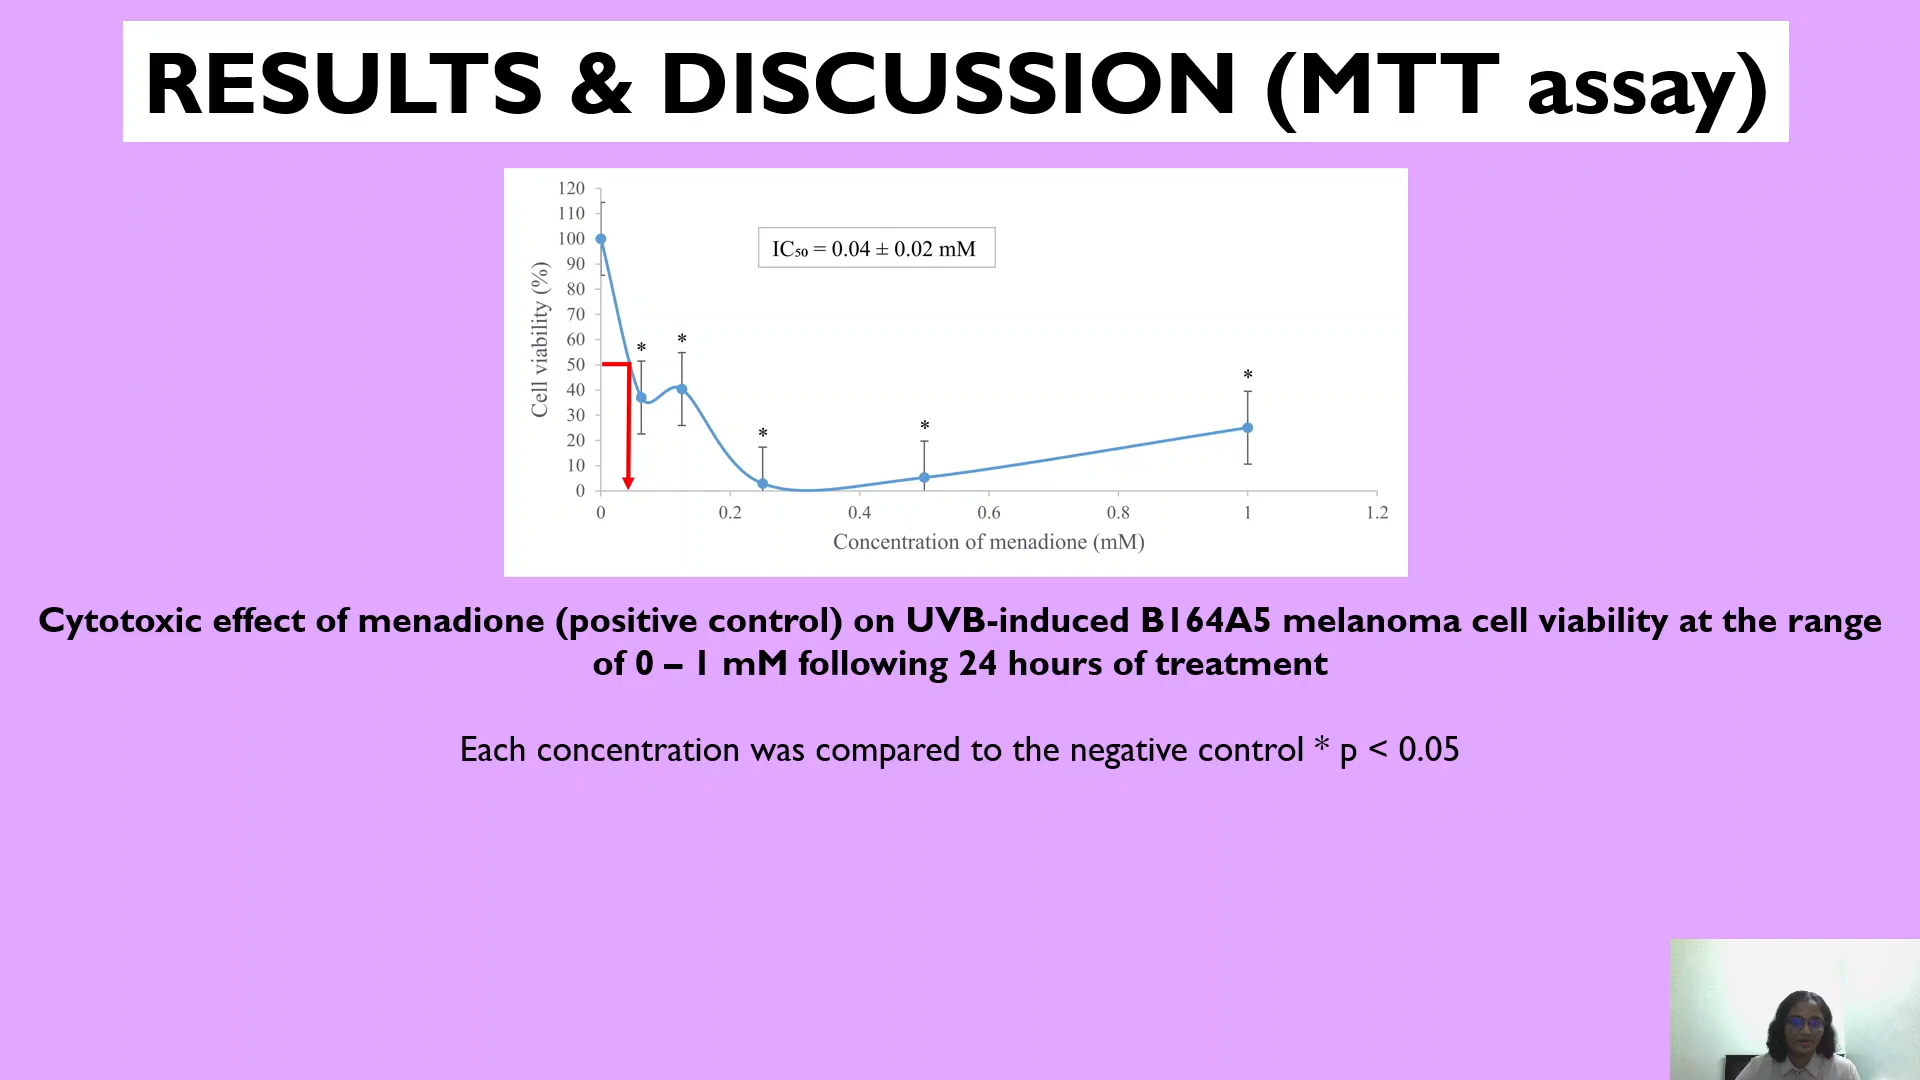 RESULTS & DISCUSSION (MTT assay)
120
110
100
90
80
70
60
50
40
30
20
10
0
Cell viability (%)
IC₅₀ = 0.04 ± 0.02 mM
*
*
*
*
*
0 0.2 0.4 0.6 0.8 1 1.2
Concentration of menadione (mM)
Cytotoxic effect of menadione (positive control) on UVB-induced B164A5 melanoma cell viability at the range
of 0 – 1 mM following 24 hours of treatment
Each concentration was compared to the negative control * p < 0.05